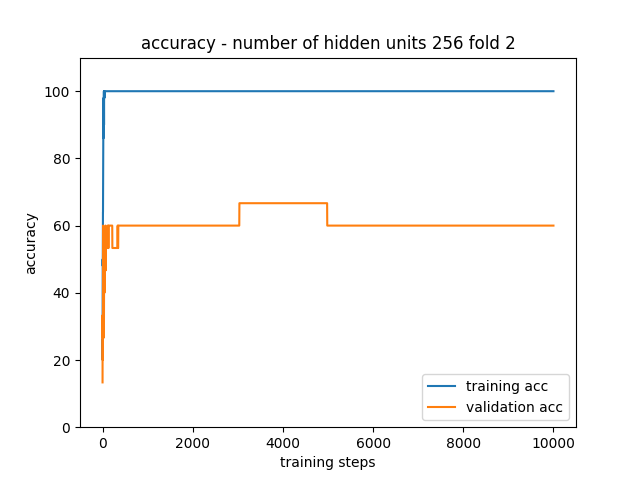 accuracy - number of hidden units 256 fold 2
100
80
60
40
20
0
accuracy
0 2000 4000 6000 8000 10000
training steps
training acc
validation acc